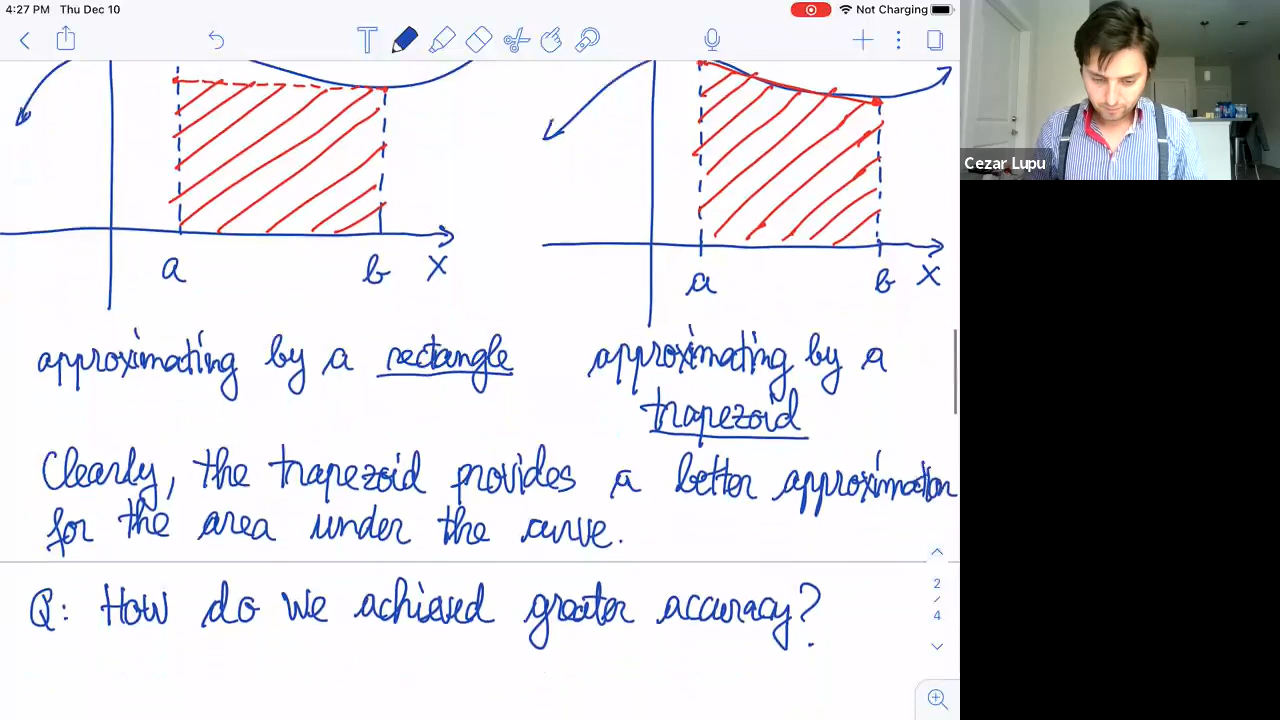 4:27 PM Thu Dec 10
Not Charging
T
Cezar Lupu
a b X
a b X
approximating by a rectangle
approximating by a
trapezoid
Clearly, the trapezoid provides a better approximation
for the area under the curve.
Q: How do we achieved greater accuracy?
2
/
4